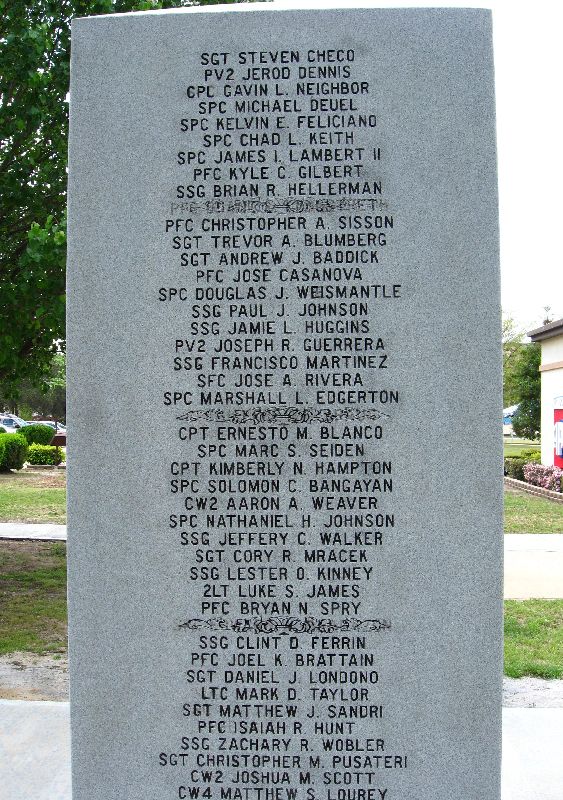 SGT STEVEN CHECO
PV2 JEROD DENNIS
CPC GAVIN L. NEIGHBOR
SPC MICHAEL DEUEL
SPC KELVIN E. FELICIANO
SPC CHAD L. KEITH
SPC JAMES I. LAMBERT II
PFC KYLE C. GILBERT
SSG BRIAN R. HELLERMAN
PFC CHRISTOPHER A. SISSON
SGT TREVOR A. BLUMBERG
SGT ANDREW J. BADDICK
PFC JOSE CASANOVA
SPC DOUGLAS J. WEISMANTLE
SSG PAUL J. JOHNSON
SSG JAMIE L. HUGGINS
PV2 JOSEPH R. GUERRERA
SSG FRANCISCO MARTINEZ
SFC JOSE A. RIVERA
SPC MARSHALL L. EDGERTON
CPT ERNESTO M. BLANCO
SPC MARC S. SEIDEN
CPT KIMBERLY N. HAMPTON
SPC SOLOMON C. BANGAYAN
CW2 AARON A. WEAVER
SPC NATHANIEL H. JOHNSON
SSG JEFFERY C. WALKER
SGT CORY R. MRACEK
SSG LESTER O. KINNEY
2LT LUKE S. JAMES
PFC BRYAN N. SPRY
SSG CLINT D. FERRIN
PFC JOEL K. BRATTAIN
SGT DANIEL J. LONDONO
LTC MARK D. TAYLOR
SGT MATTHEW J. SANDRI
PFC ISAIAH R. HUNT
SSG ZACHARY R. WOBLER
SGT CHRISTOPHER M. PUSATERI
CW2 JOSHUA M. SCOTT
CW4 MATTHEW S. LOUREY